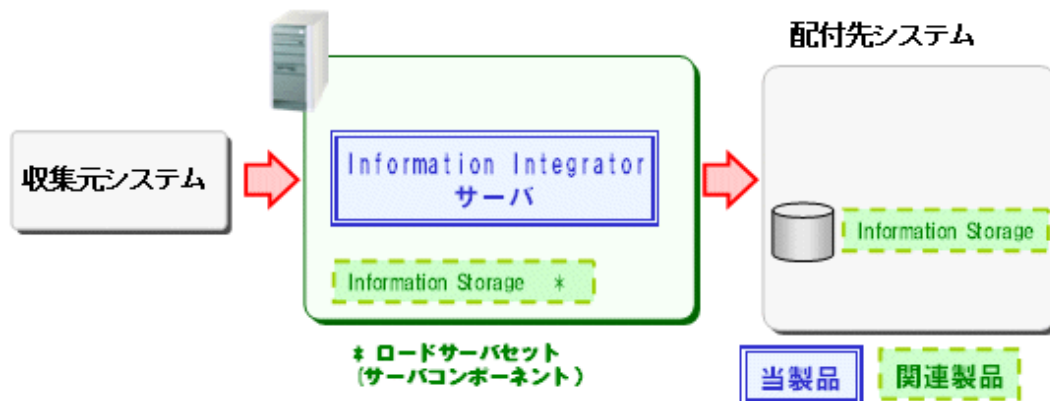 配付先システム
収集元システム
Information Integrator
サーバ
Information Storage
Information Storage *
* ロードサーバセット
(サーバコンポーネント)
当製品
関連製品